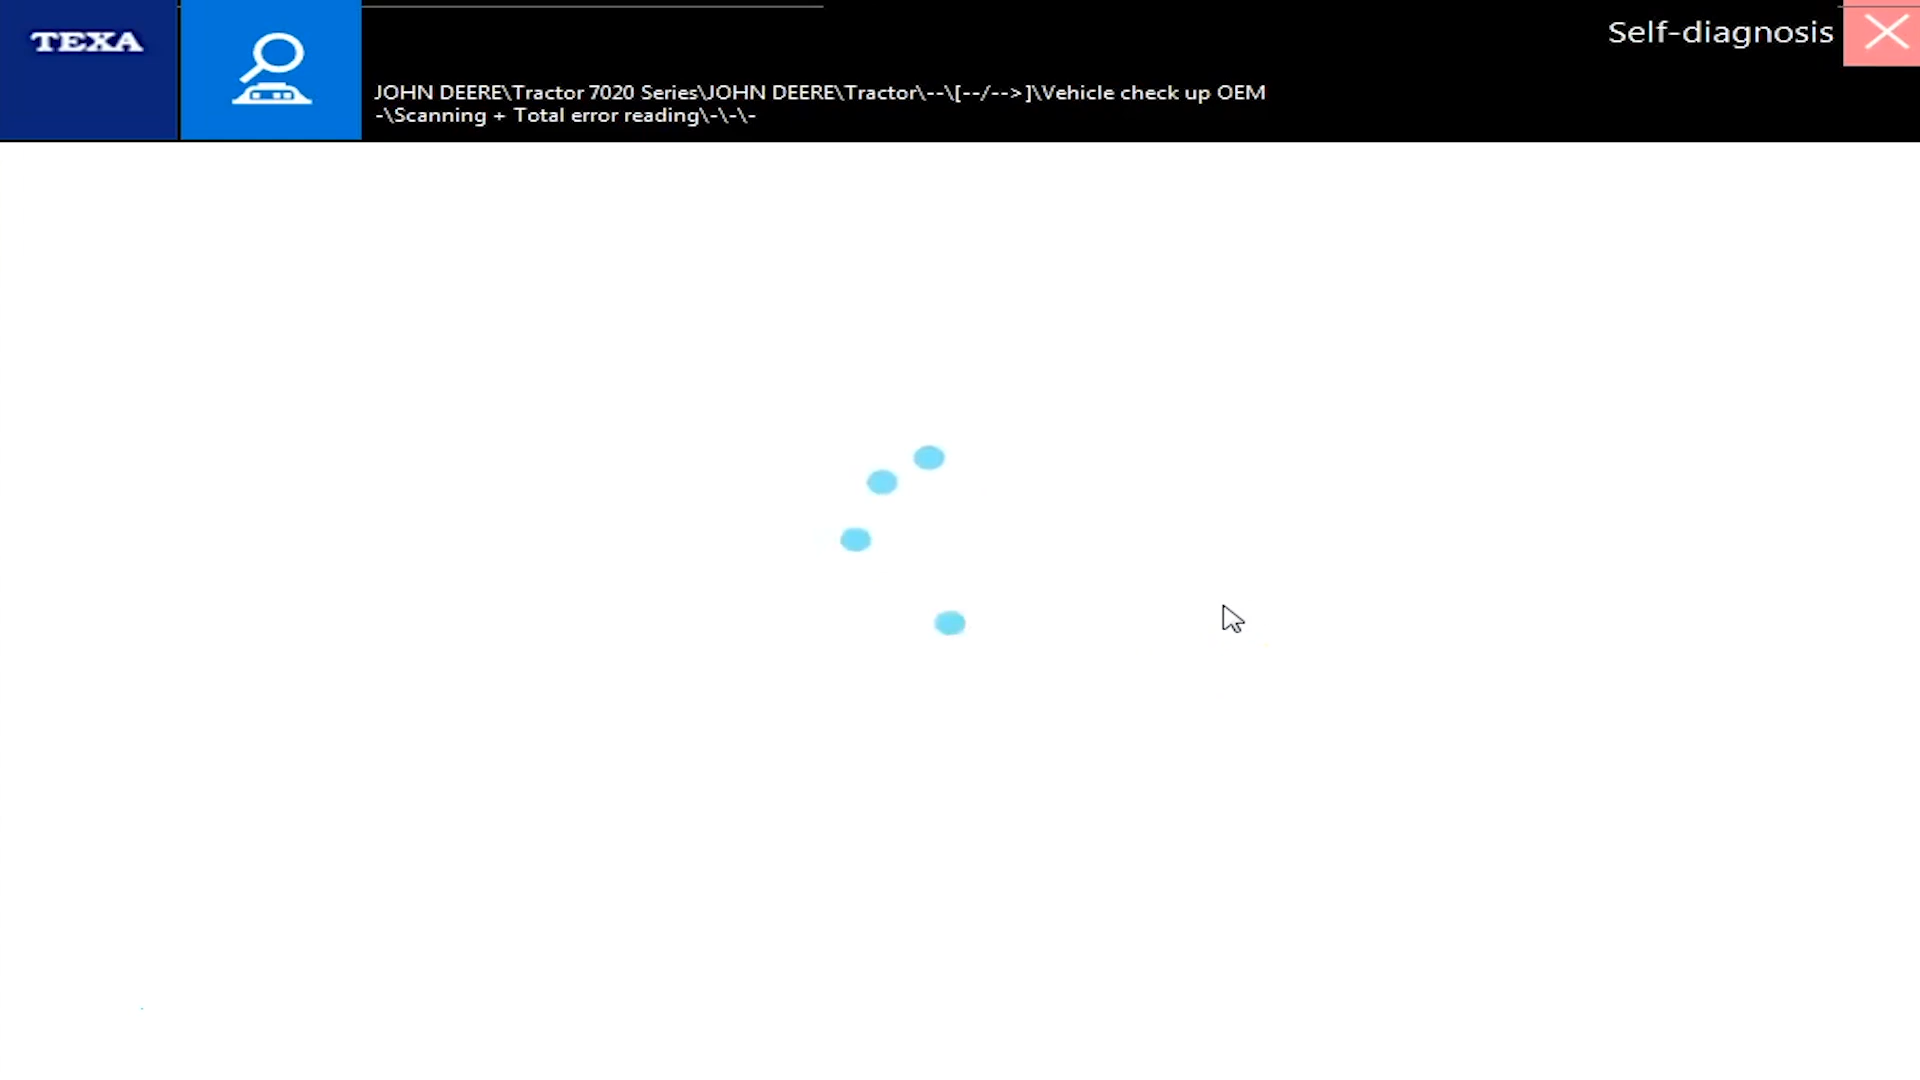 TEXA
Self-diagnosis
JOHN DEERE\Tractor 7020 Series\JOHN DEERE\Tractor\--\[--/-->]\Vehicle check up OEM
-\Scanning + Total error reading\-\-\-